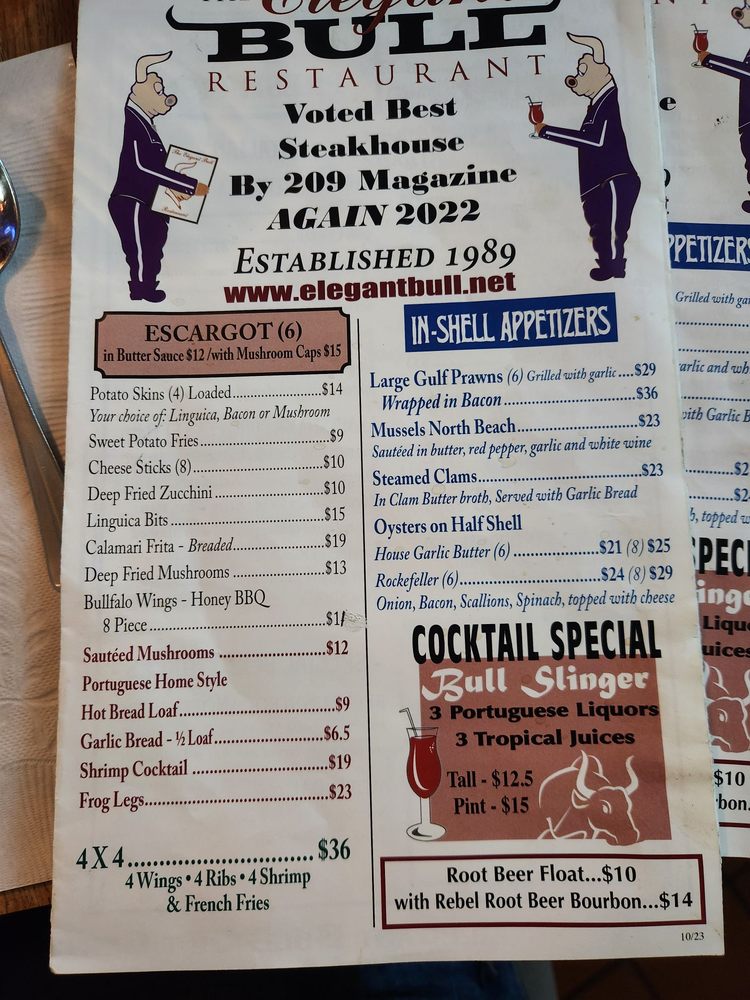 Elegant
BULL
RESTAURANT
Voted Best
Steakhouse
By 209 Magazine
AGAIN 2022
ESTABLISHED 1989
www.elegantbull.net
The Elegant Bull
Restaurant
ESCARGOT (6)
in Butter Sauce $12 /with Mushroom Caps $15
Potato Skins (4) Loaded....................$14
Your choice of: Linguica, Bacon or Mushroom
Sweet Potato Fries..............................$9
Cheese Sticks (8)...............................$10
Deep Fried Zucchini.........................$10
Linguica Bits ....................................$15
Calamari Frita - Breaded...................$19
Deep Fried Mushrooms ...................$13
Bullfalo Wings - Honey BBQ
8 Piece.......................................$1
Sautéed Mushrooms ......................$12
Portuguese Home Style
Hot Bread Loaf................................$9
Garlic Bread - ½ Loaf......................$6.5
Shrimp Cocktail .............................$19
Frog Legs........................................$23
4 X 4............................... $36
4 Wings • 4 Ribs • 4 Shrimp
& French Fries
IN-SHELL APPETIZERS
Large Gulf Prawns (6) Grilled with garlic....$29
Wrapped in Bacon...........................$36
Mussels North Beach.........................$23
Sautéed in butter, red pepper, garlic and white wine
Steamed Clams.................................$23
In Clam Butter broth, Served with Garlic Bread
Oysters on Half Shell
House Garlic Butter (6) .................$21 (8) $25
Rockefeller (6)............................$24 (8) $29
Onion, Bacon, Scallions, Spinach, topped with cheese
COCKTAIL SPECIAL
Bull Slinger
3 Portuguese Liquors
3 Tropical Juices
Tall - $12.5
Pint - $15
Root Beer Float...$10
with Rebel Root Beer Bourbon...$14
10/23